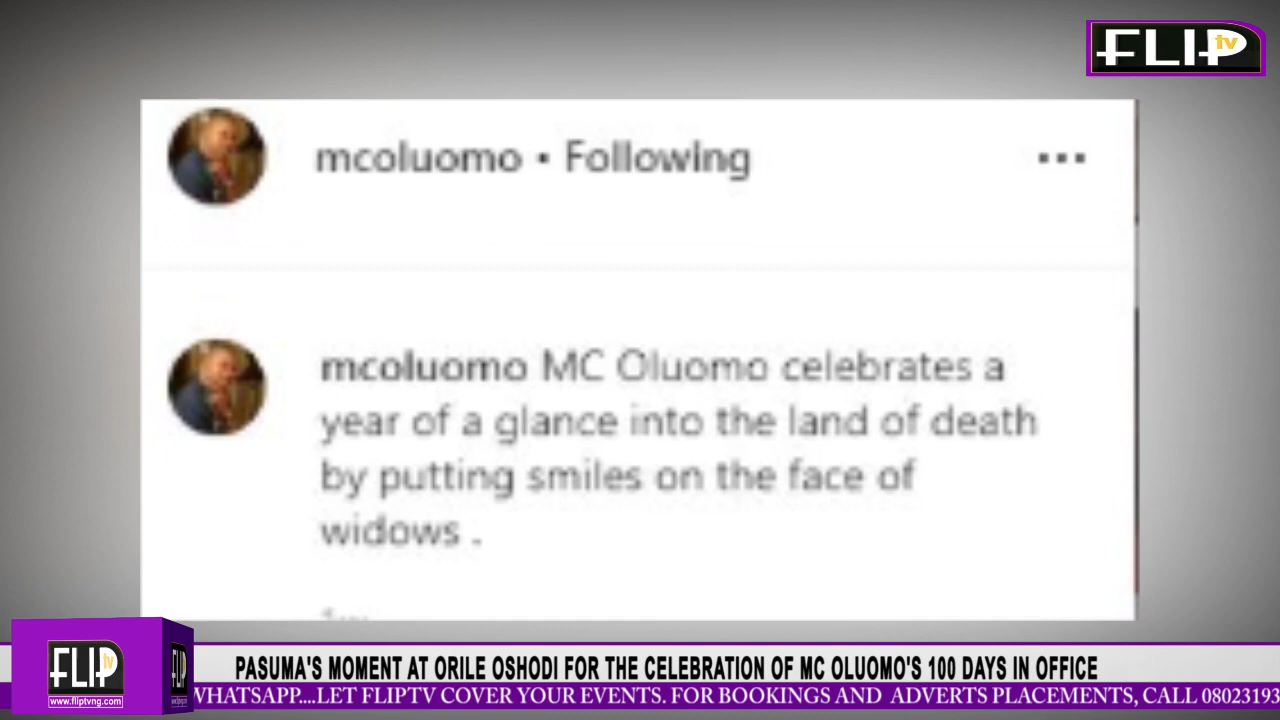 FLIP tv
mcoluomo • Following
mcoluomo MC Oluomo celebrates a
year of a glance into the land of death
by putting smiles on the face of
widows .
FLIP tv
www.fliptvng.com
PASUMA'S MOMENT AT ORILE OSHODI FOR THE CELEBRATION OF MC OLUOMO'S 100 DAYS IN OFFICE
WHATSAPP....LET FLIPTV COVER YOUR EVENTS. FOR BOOKINGS AND ADVERTS PLACEMENTS, CALL 08023193